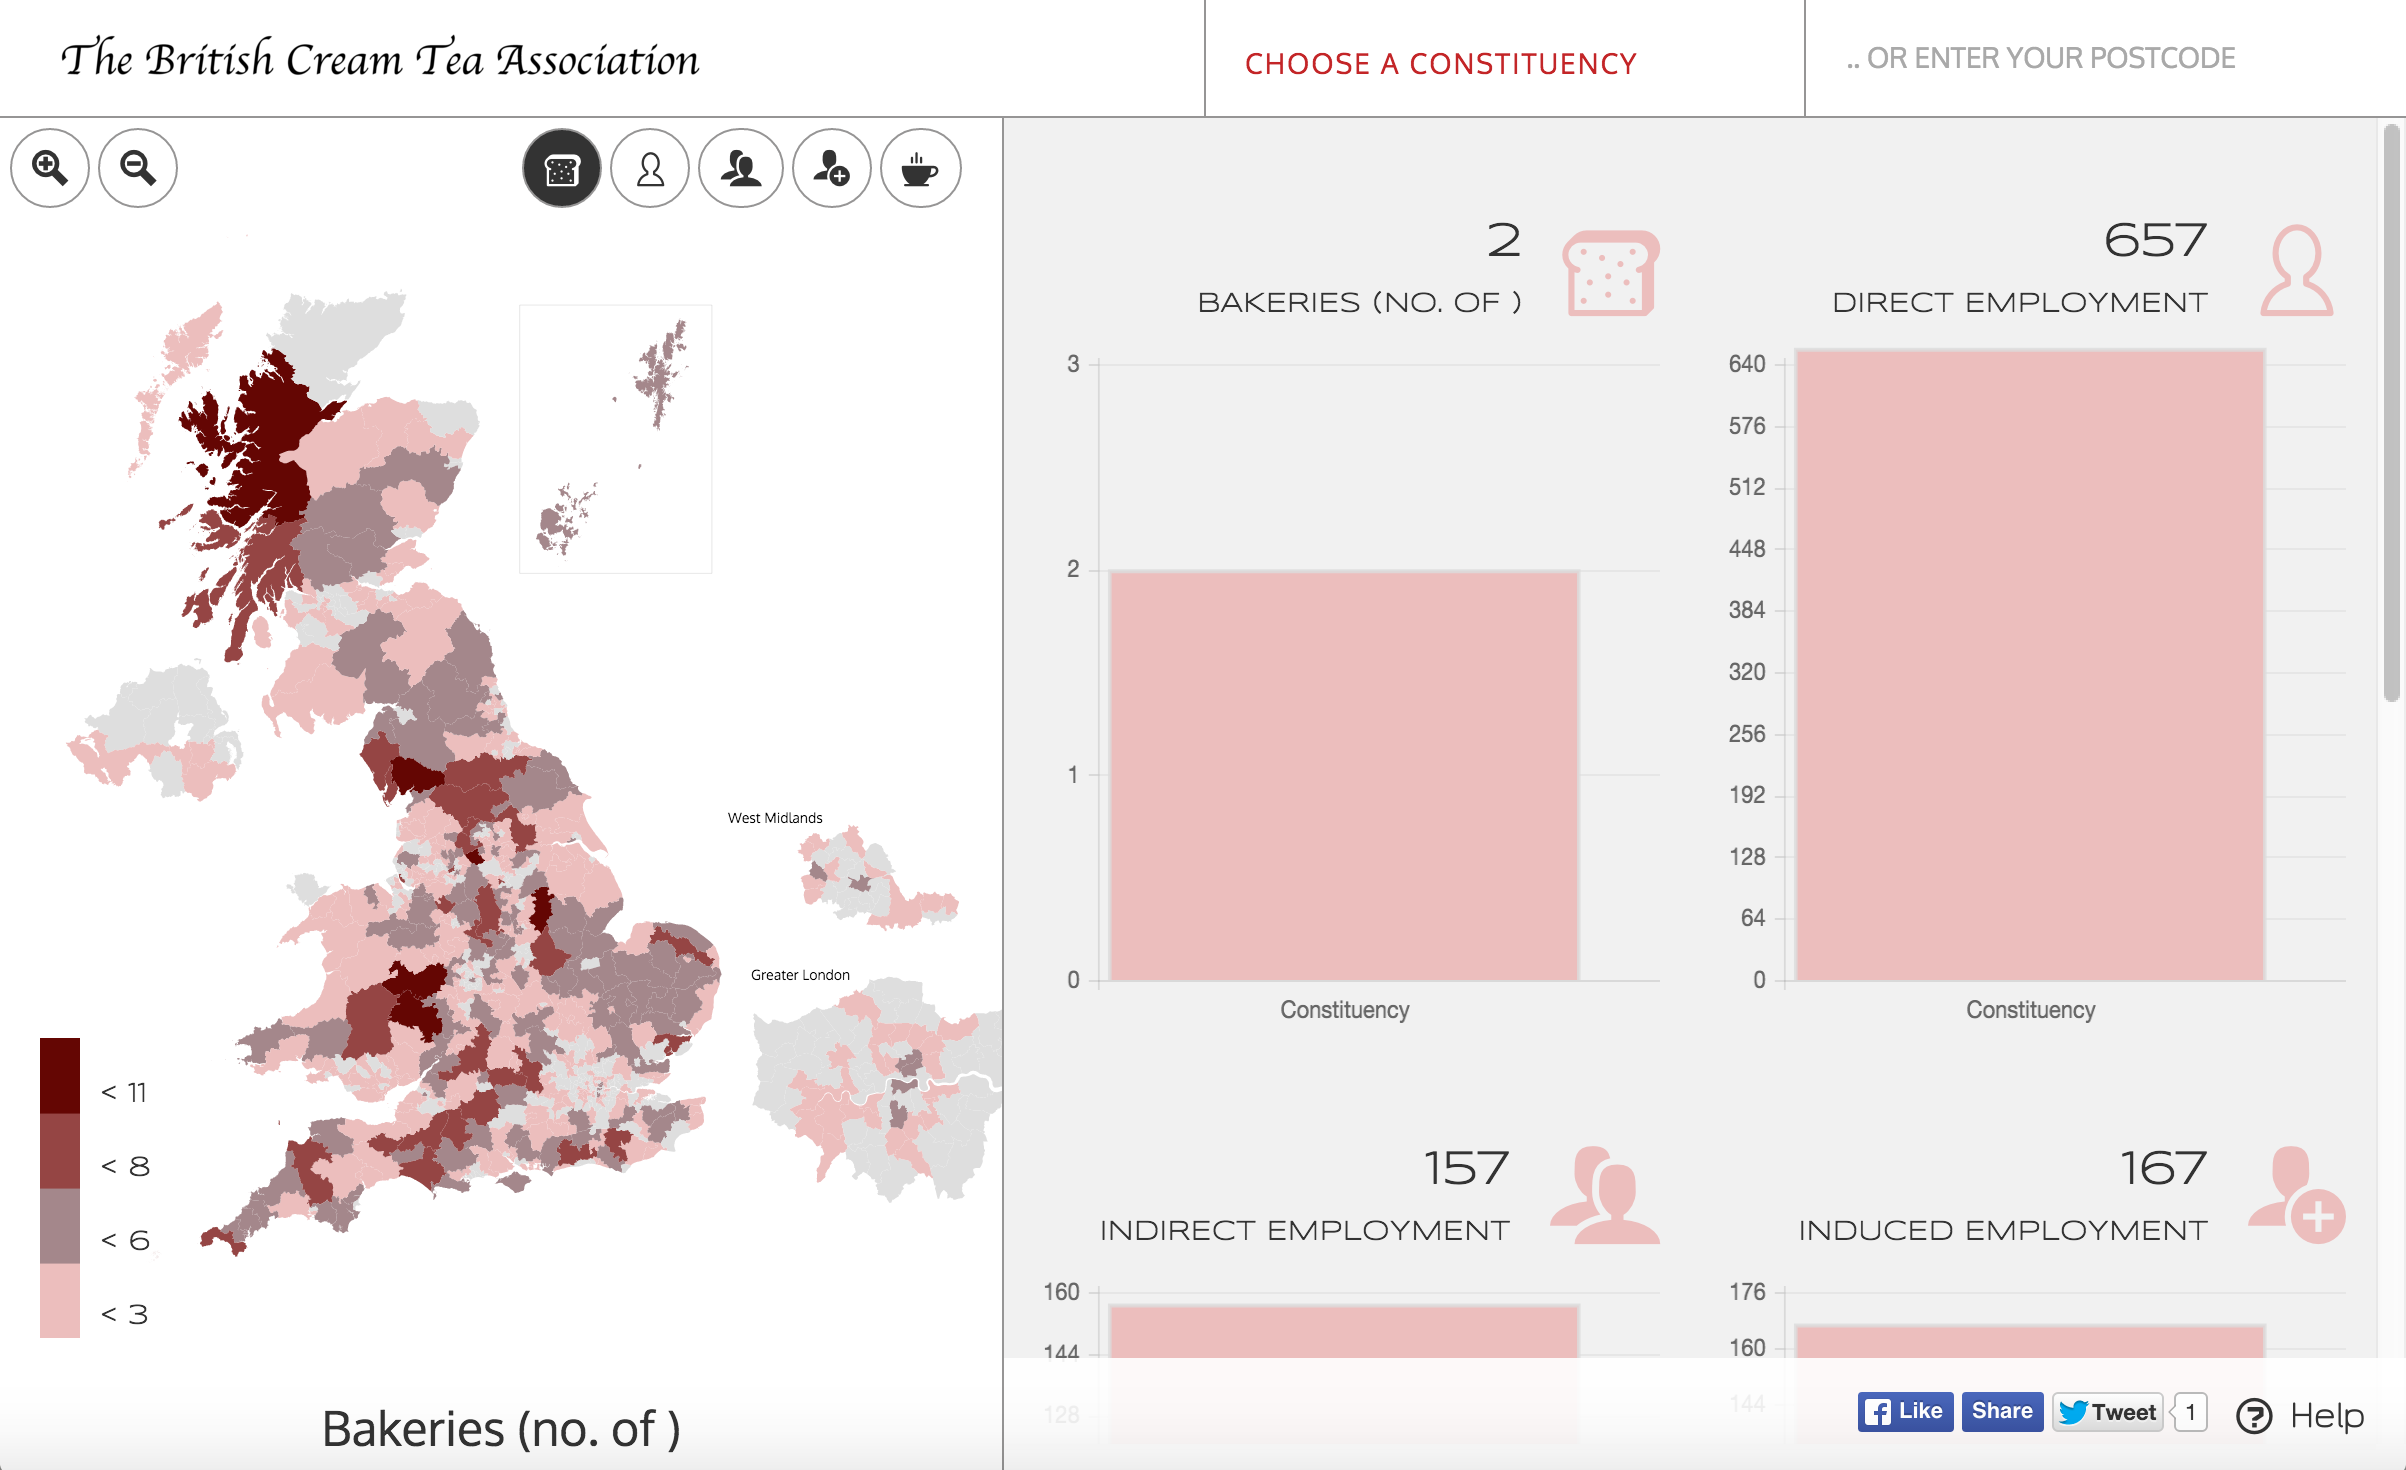 The British Cream Tea Association
CHOOSE A CONSTITUENCY
.. OR ENTER YOUR POSTCODE
West Midlands
Greater London
< 11
< 8
< 6
< 3
Bakeries (no. of )
2
BAKERIES (NO. OF )
3
2
1
0
Constituency
657
DIRECT EMPLOYMENT
640
576
512
448
384
320
256
192
128
64
0
Constituency
157
INDIRECT EMPLOYMENT
160
144
128
167
INDUCED EMPLOYMENT
176
160
144
Like
Share
Tweet
1
? Help